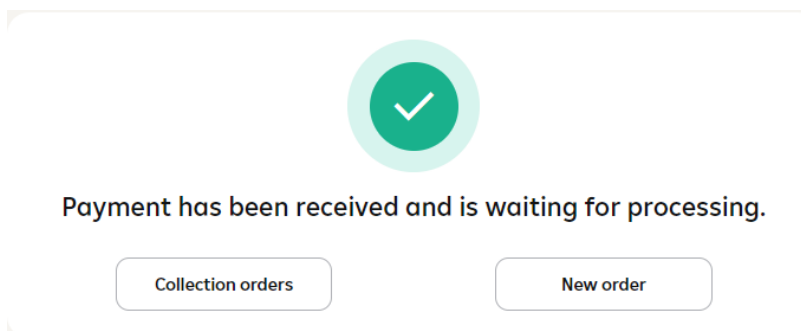 Payment has been received and is waiting for processing.
Collection orders
New order